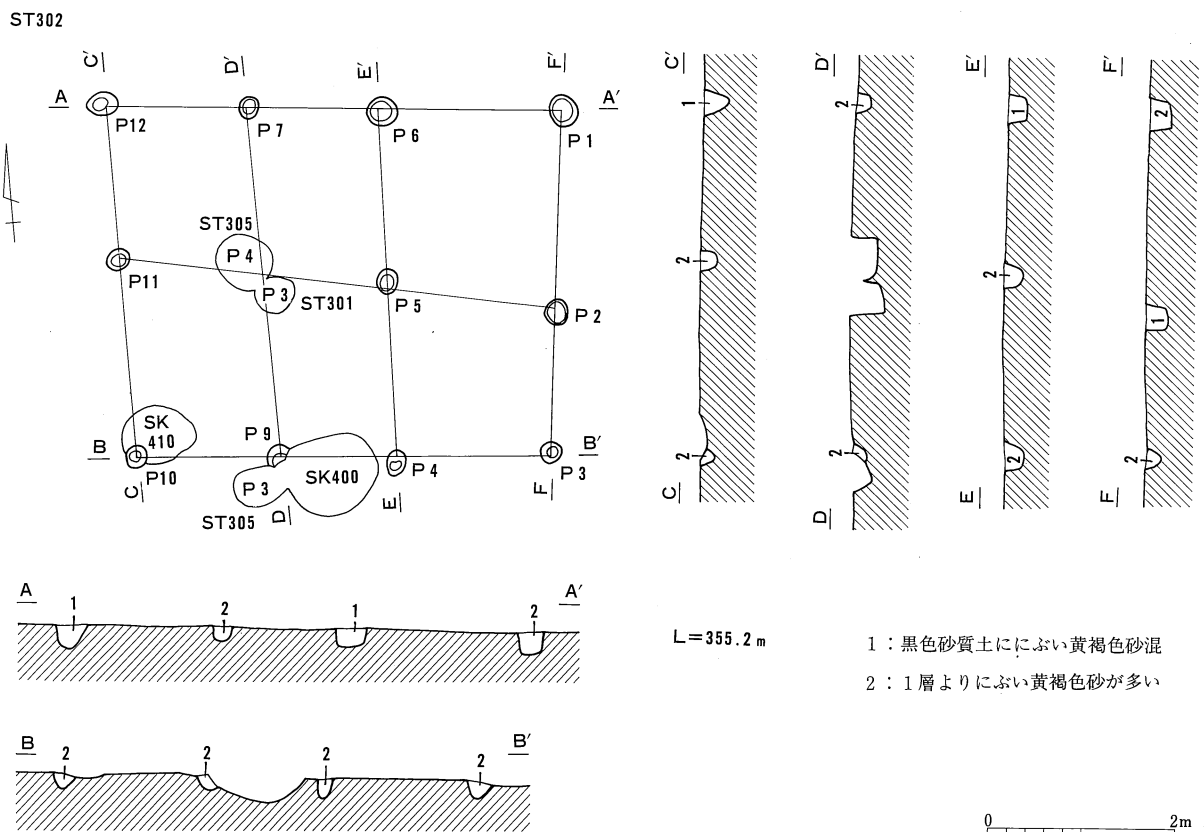 ST302
C′ D′ E′ F′
A A′
P12 P7 P6 P1
ST305
P4
P11 P3 ST301 P5 P2
SK
410
P9
B B′
P10 P3 SK400 P4 P3
ST305
C D E F
C′ D′ E′ F′
1 2 1 2
2 2 1
2 2 2 2
C D E F
A A′
1 2 1 2
B B′
2 2 2 2
L=355.2m
1：黒色砂質土ににぶい黄褐色砂混
2：1層よりにぶい黄褐色砂が多い
0 2m